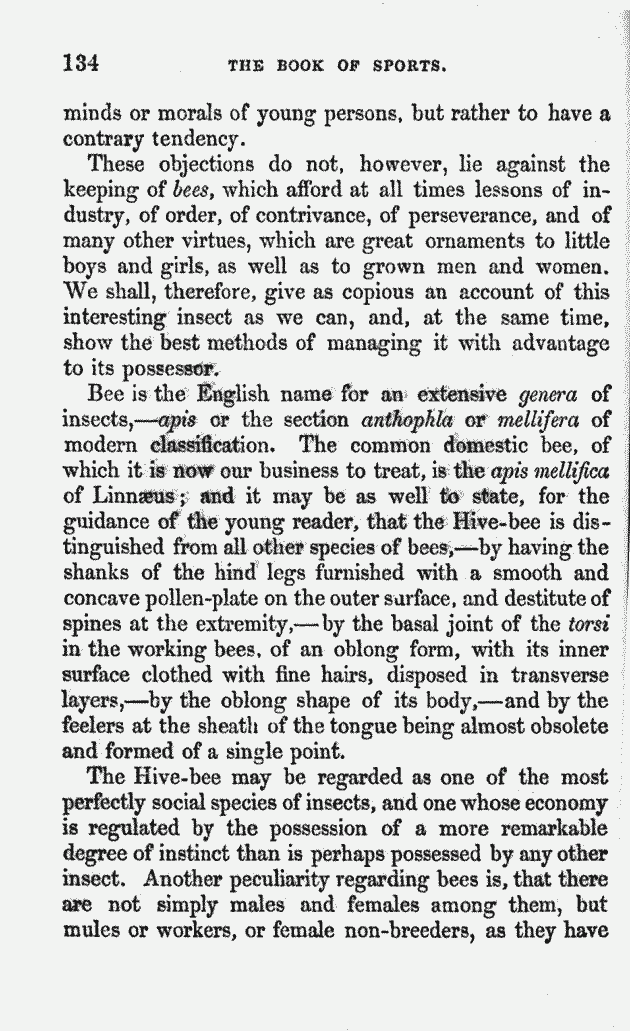 134 THE BOOK OF SPORTS.
minds or morals of young persons, but rather to have a
contrary tendency.
These objections do not, however, lie against the
keeping of bees, which afford at all times lessons of in-
dustry, of order, of contrivance, of perseverance, and of
many other virtues, which are great ornaments to little
boys and girls, as well as to grown men and women.
We shall, therefore, give as copious an account of this
interesting insect as we can, and, at the same time,
show the best methods of managing it with advantage
to its possessor.
Bee is the English name for an extensive genera of
insects,—apis or the section anthophla or mellifera of
modern classification. The common domestic bee, of
which it is now our business to treat, is the apis mellifica
of Linnæus; and it may be as well to state, for the
guidance of the young reader, that the Hive-bee is dis-
tinguished from all other species of bees,—by having the
shanks of the hind legs furnished with a smooth and
concave pollen-plate on the outer surface, and destitute of
spines at the extremity,—by the basal joint of the torsi
in the working bees, of an oblong form, with its inner
surface clothed with fine hairs, disposed in transverse
layers,—by the oblong shape of its body,—and by the
feelers at the sheath of the tongue being almost obsolete
and formed of a single point.
The Hive-bee may be regarded as one of the most
perfectly social species of insects, and one whose economy
is regulated by the possession of a more remarkable
degree of instinct than is perhaps possessed by any other
insect. Another peculiarity regarding bees is, that there
are not simply males and females among them, but
mules or workers, or female non-breeders, as they have